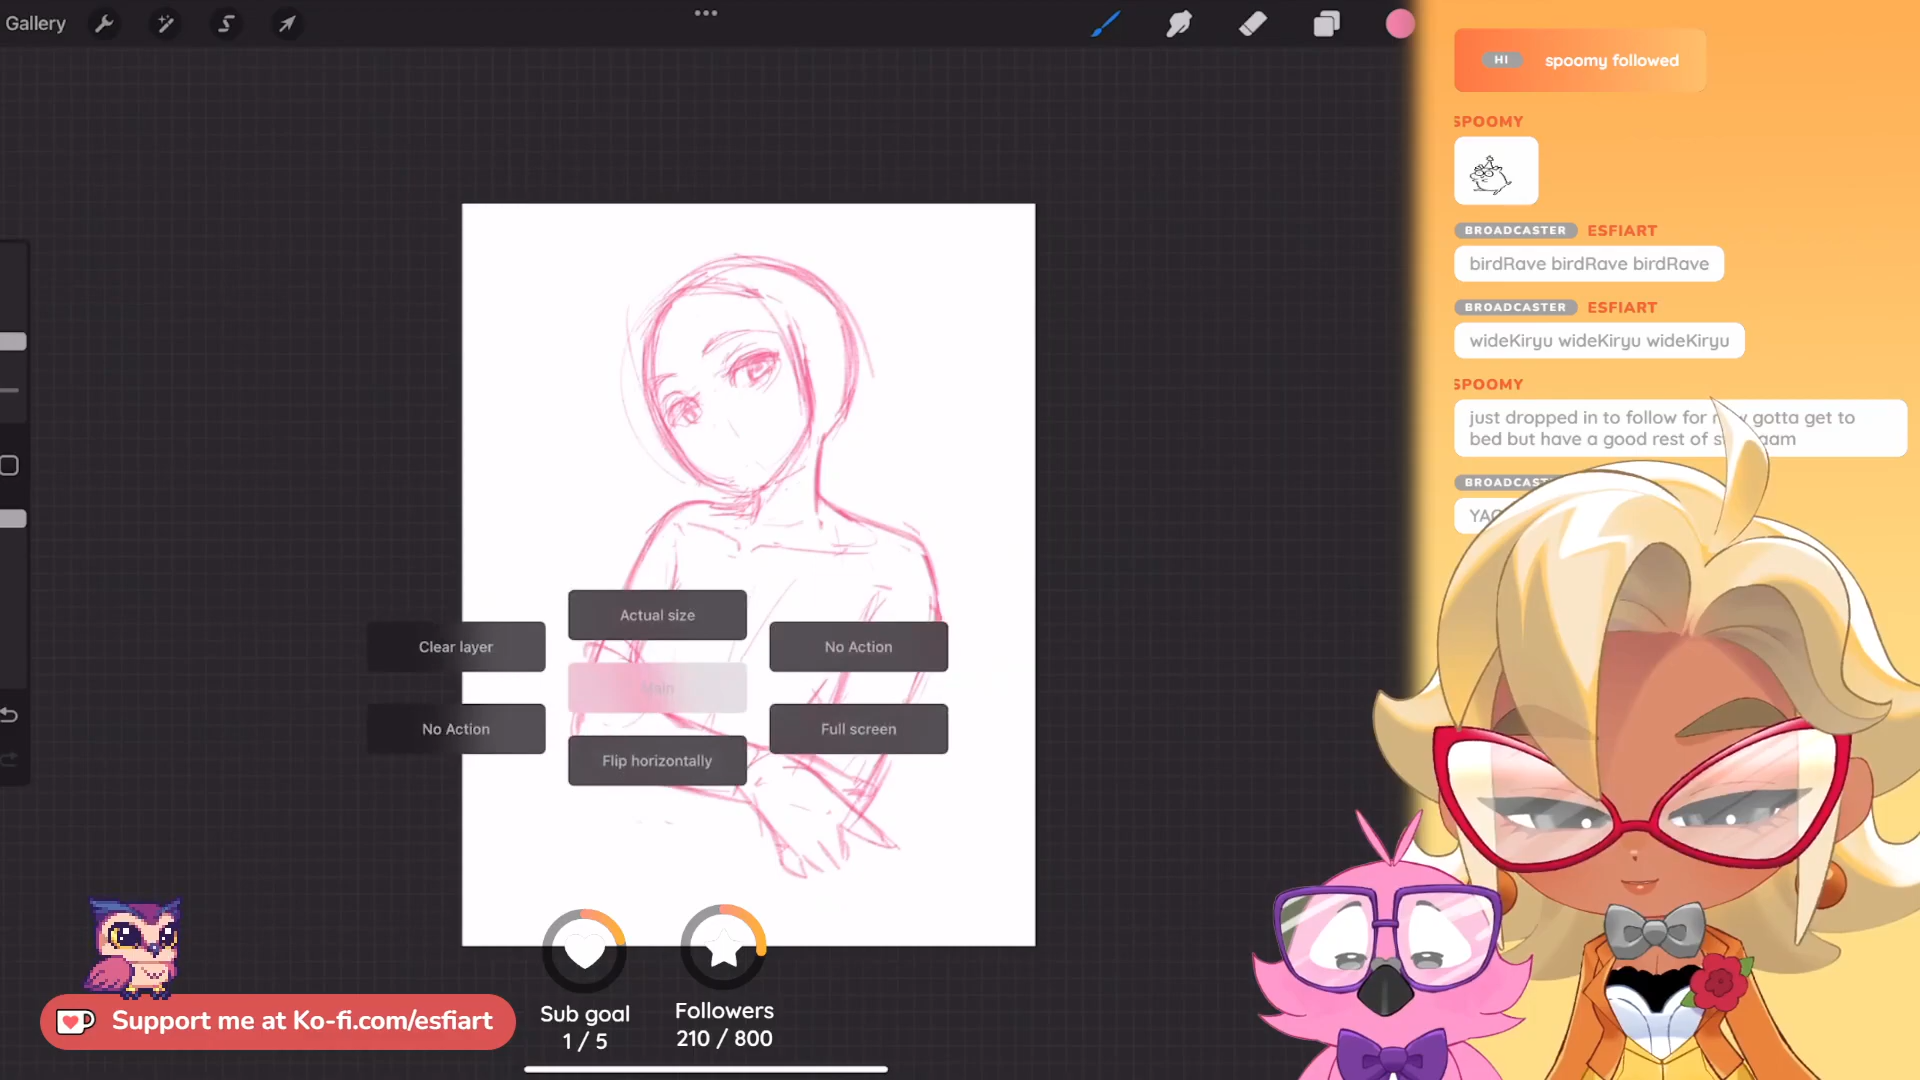 Gallery
HI spoomy followed
SPOOMY
BROADCASTER ESFIART
birdRave birdRave birdRave
BROADCASTER ESFIART
wideKiryu wideKiryu wideKiryu
SPOOMY
just dropped in to follow for gotta get to
bed but have a good rest of
Actual size
Clear layer
No Action
Main
No Action
Full screen
Flip horizontally
Support me at Ko-fi.com/esfiart
Sub goal
1 / 5
Followers
210 / 800